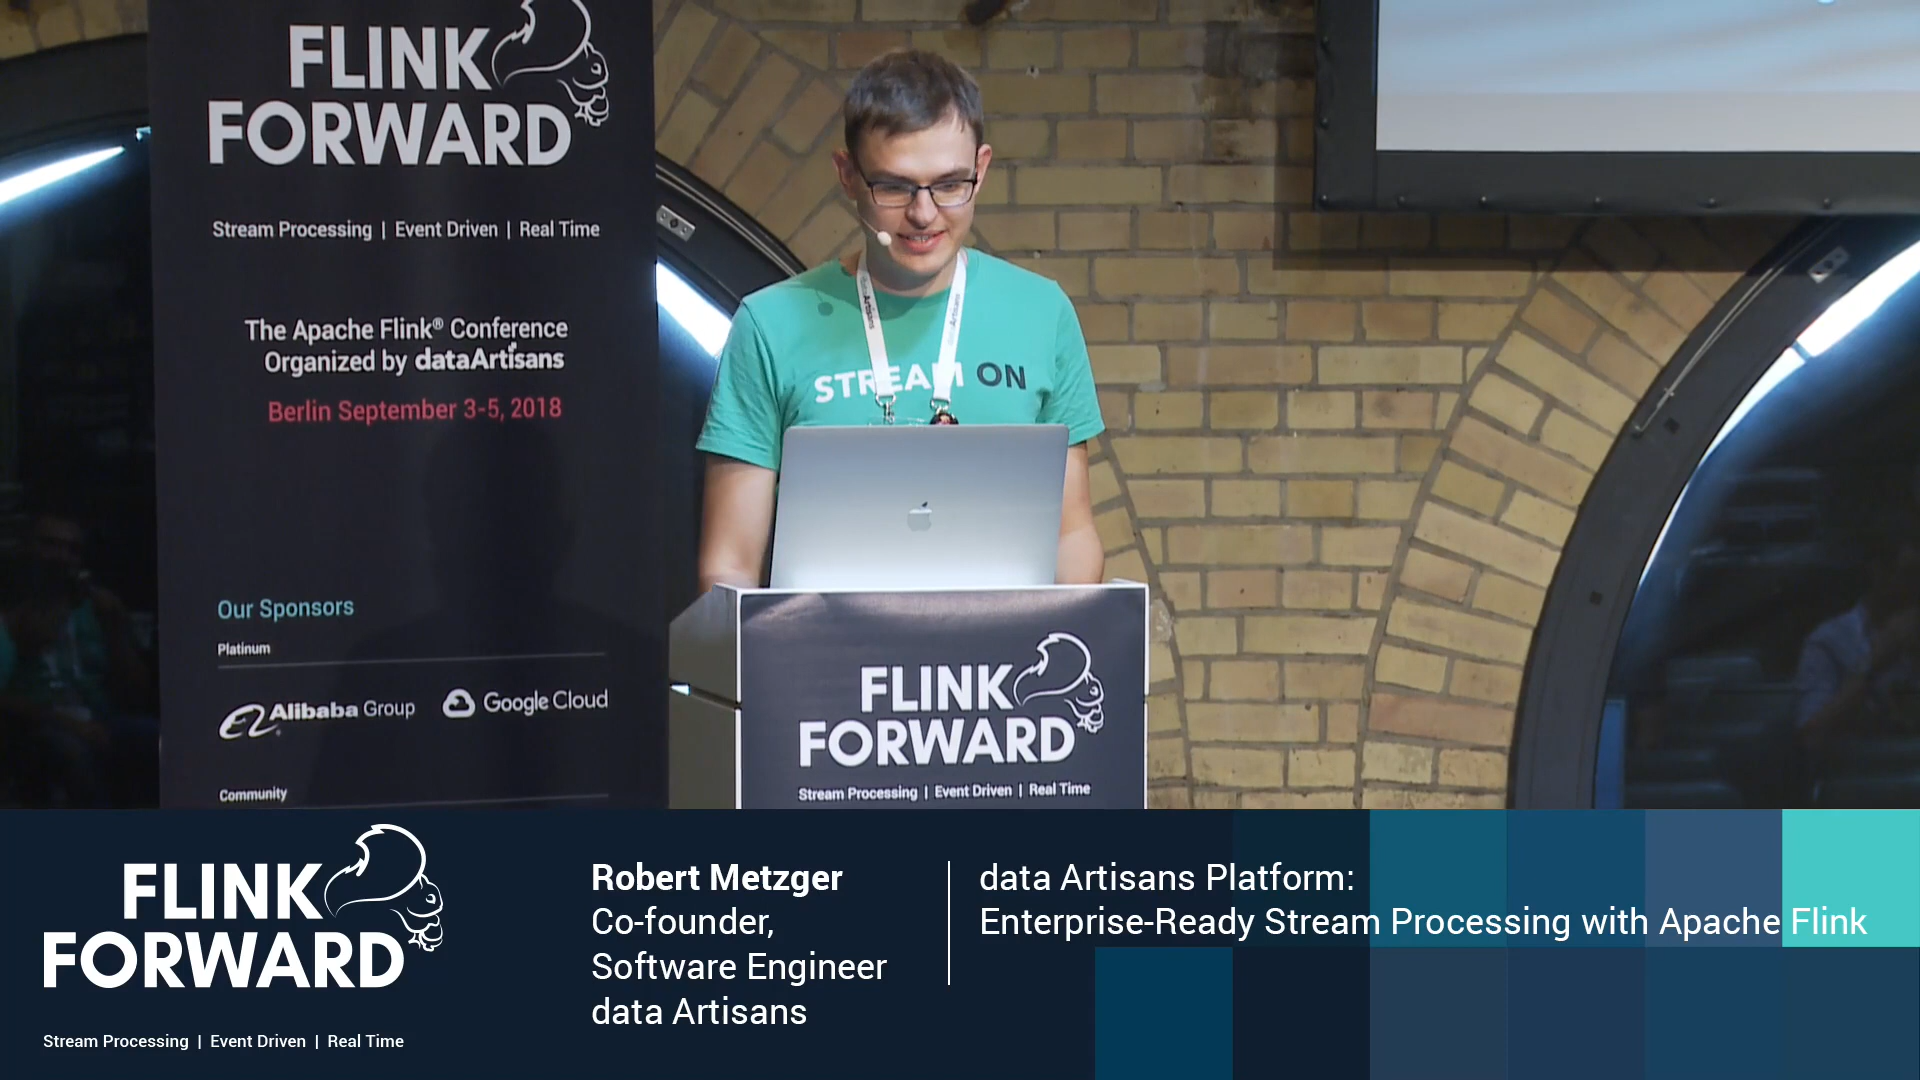 FLINK
FORWARD
Stream Processing | Event Driven | Real Time
The Apache Flink® Conference
Organized by dataArtisans
Berlin September 3-5, 2018
Our Sponsors
Platinum
Alibaba Group
Google Cloud
Community
Artisans
STREAM ON
FLINK
FORWARD
Stream Processing | Event Driven | Real Time
FLINK
FORWARD
Stream Processing | Event Driven | Real Time
Robert Metzger
Co-founder,
Software Engineer
data Artisans
data Artisans Platform:
Enterprise-Ready Stream Processing with Apache Flink